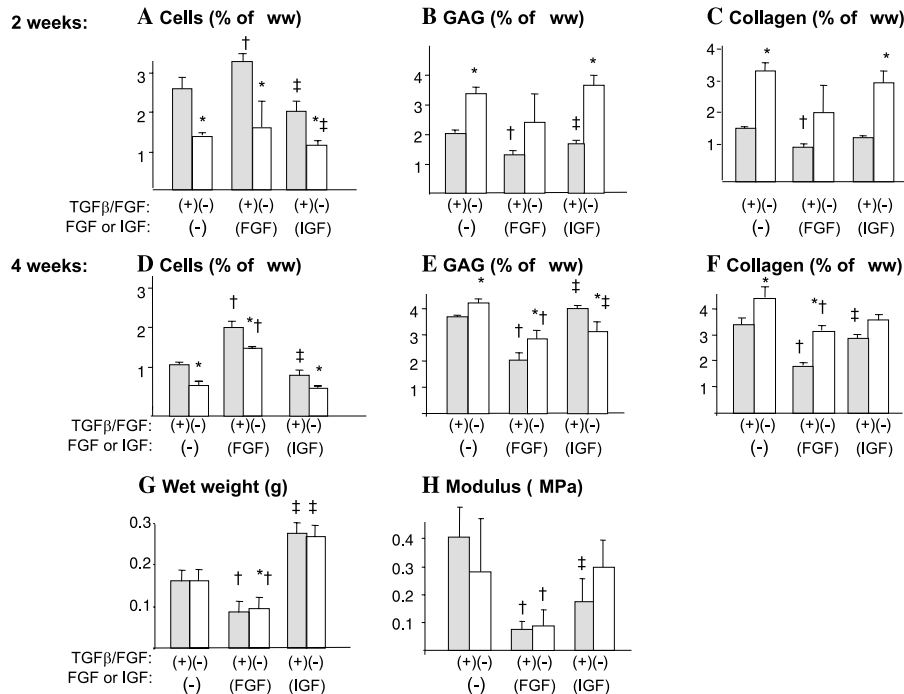 2 weeks:
A Cells (% of ww)
B GAG (% of ww)
C Collagen (% of ww)
3
2
1
† * * ‡ *‡
4
3
2
1
* † ‡ *
4
3
2
1
* † *
TGFβ/FGF: (+)(-) (+)(-) (+)(-) (+)(-) (+)(-) (+)(-) (+)(-) (+)(-) (+)(-)
FGF or IGF: (-) (FGF) (IGF) (-) (FGF) (IGF) (-) (FGF) (IGF)
4 weeks:
D Cells (% of ww)
E GAG (% of ww)
F Collagen (% of ww)
3
2
1
* † *† ‡ *
4
3
2
1
* † *† ‡ *‡
4
3
2
1
* † *† ‡
TGFβ/FGF: (+)(-) (+)(-) (+)(-) (+)(-) (+)(-) (+)(-) (+)(-) (+)(-) (+)(-)
FGF or IGF: (-) (FGF) (IGF) (-) (FGF) (IGF) (-) (FGF) (IGF)
G Wet weight (g)
H Modulus ( MPa)
0.3
0.2
0.1
† *† ‡ ‡
0.4
0.3
0.2
0.1
† † ‡
TGFβ/FGF: (+)(-) (+)(-) (+)(-) (+)(-) (+)(-) (+)(-)
FGF or IGF: (-) (FGF) (IGF) (-) (FGF) (IGF)